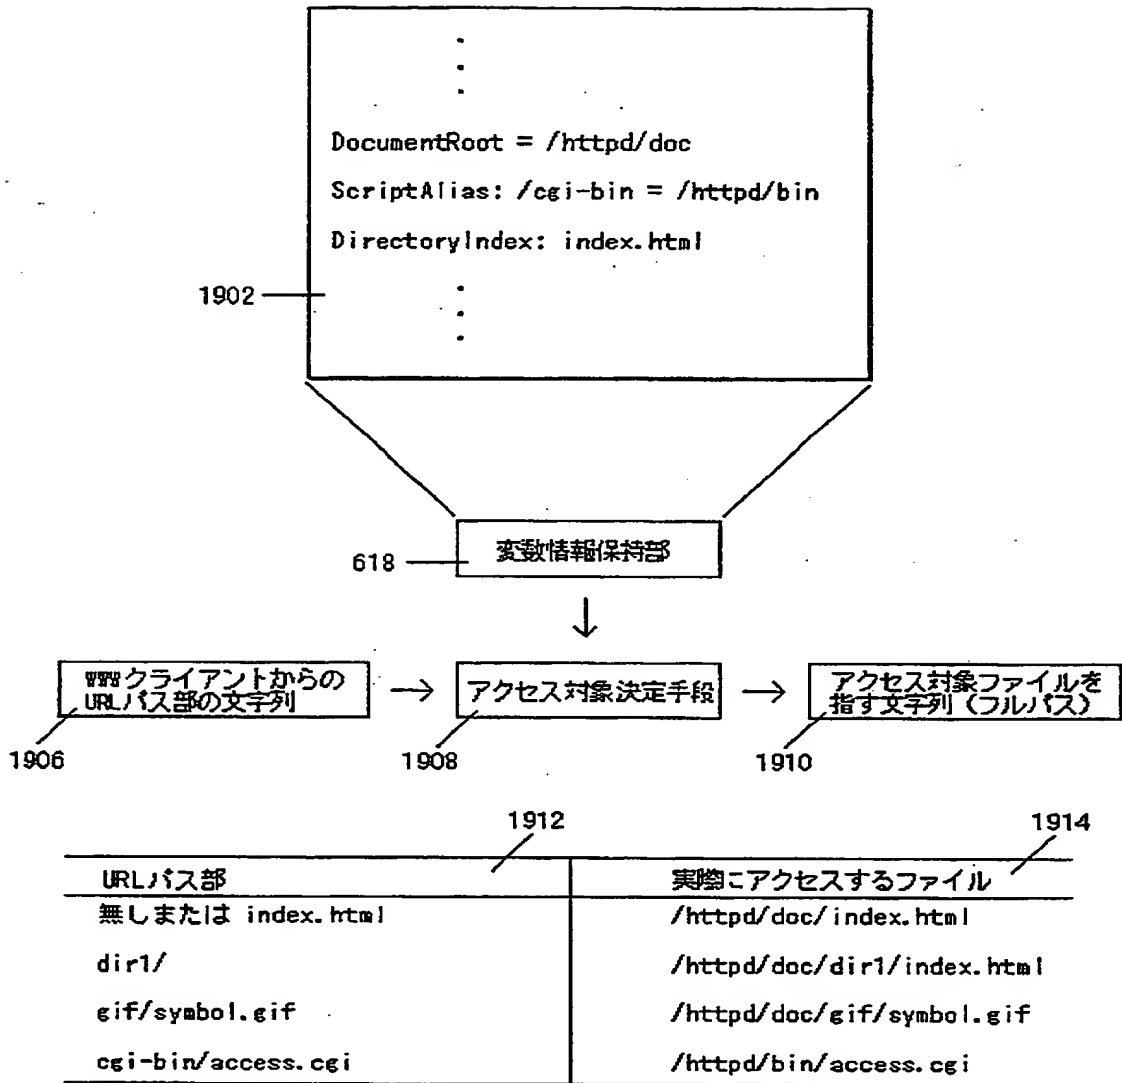 DocumentRoot = /httpd/doc
ScriptAlias: /cgi-bin = /httpd/bin
DirectoryIndex: index.html
1902
変数情報保持部
618
WWWクライアントからの
URLパス部の文字列
アクセス対象決定手段
アクセス対象ファイルを
指す文字列(フルパス)
1906
1908
1910
1912
1914
URLパス部 実際にアクセスするファイル
無しまたは index.html /httpd/doc/index.html
dir1/ /httpd/doc/dir1/index.html
gif/symbol.gif /httpd/doc/gif/symbol.gif
cgi-bin/access.cgi /httpd/bin/access.cgi